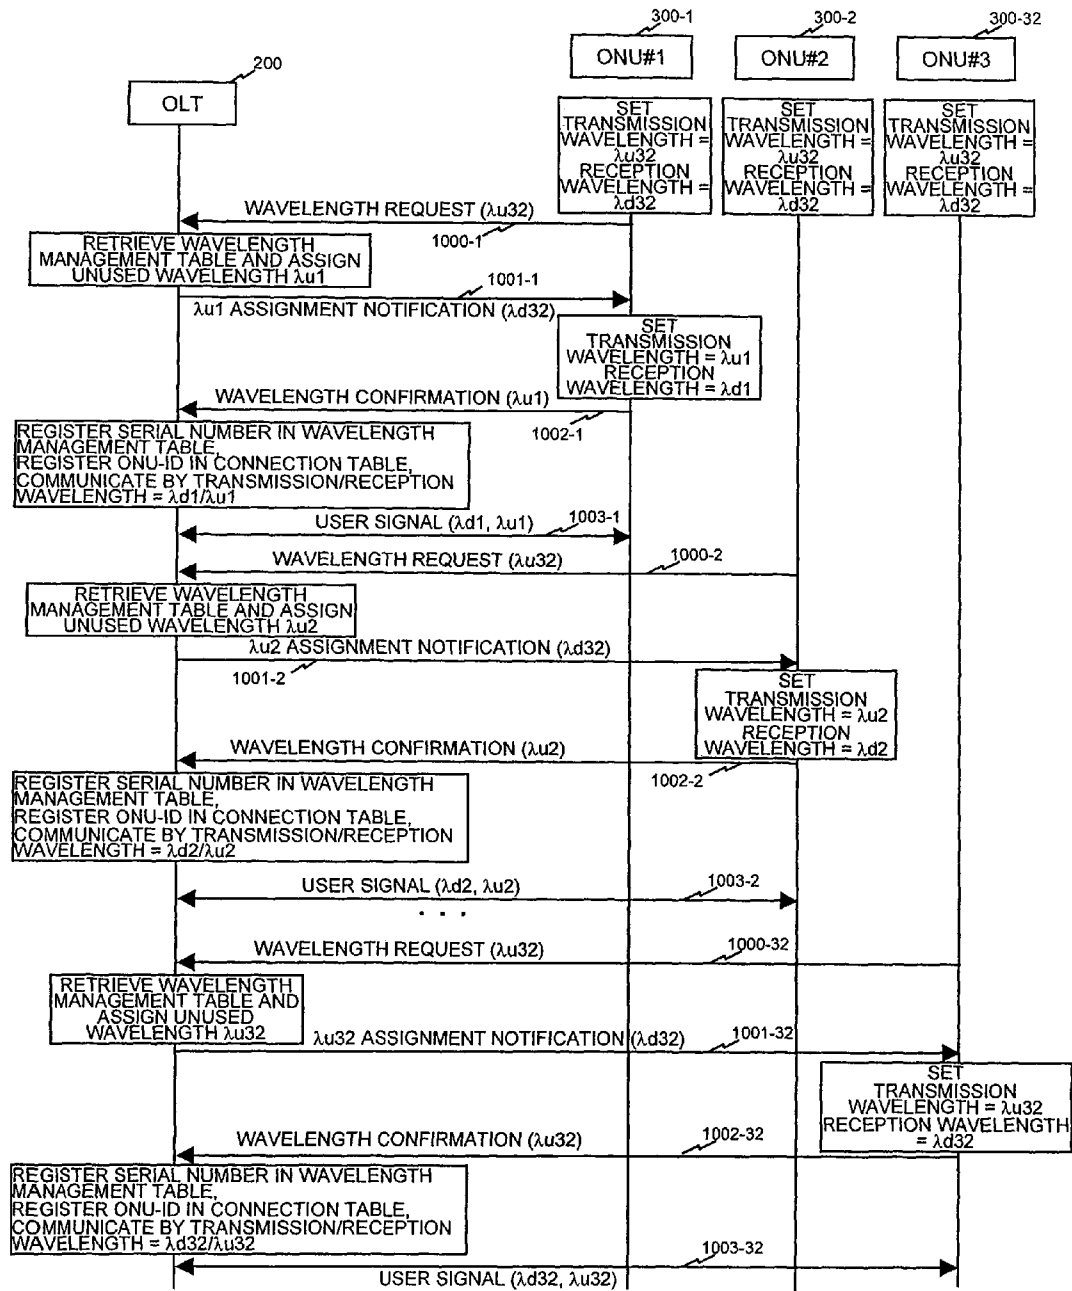 300-1
300-2
300-32
ONU#1
ONU#2
ONU#3
200
OLT
SET
TRANSMISSION
WAVELENGTH =
λu32
RECEPTION
WAVELENGTH =
λd32
SET
TRANSMISSION
WAVELENGTH =
λu32
RECEPTION
WAVELENGTH =
λd32
SET
TRANSMISSION
WAVELENGTH =
λu32
RECEPTION
WAVELENGTH =
λd32
WAVELENGTH REQUEST (λu32)
1000-1
RETRIEVE WAVELENGTH
MANAGEMENT TABLE AND ASSIGN
UNUSED WAVELENGTH λu1
1001-1
λu1 ASSIGNMENT NOTIFICATION (λd32)
SET
TRANSMISSION
WAVELENGTH = λu1
RECEPTION
WAVELENGTH = λd1
WAVELENGTH CONFIRMATION (λu1)
1002-1
REGISTER SERIAL NUMBER IN WAVELENGTH
MANAGEMENT TABLE,
REGISTER ONU-ID IN CONNECTION TABLE,
COMMUNICATE BY TRANSMISSION/RECEPTION
WAVELENGTH = λd1/λu1
USER SIGNAL (λd1, λu1)
1003-1
WAVELENGTH REQUEST (λu32)
1000-2
RETRIEVE WAVELENGTH
MANAGEMENT TABLE AND ASSIGN
UNUSED WAVELENGTH λu2
λu2 ASSIGNMENT NOTIFICATION (λd32)
1001-2
SET
TRANSMISSION
WAVELENGTH = λu2
RECEPTION
WAVELENGTH = λd2
WAVELENGTH CONFIRMATION (λu2)
1002-2
REGISTER SERIAL NUMBER IN WAVELENGTH
MANAGEMENT TABLE,
REGISTER ONU-ID IN CONNECTION TABLE,
COMMUNICATE BY TRANSMISSION/RECEPTION
WAVELENGTH = λd2/λu2
USER SIGNAL (λd2, λu2)
1003-2
. . .
WAVELENGTH REQUEST (λu32)
1000-32
RETRIEVE WAVELENGTH
MANAGEMENT TABLE AND
ASSIGN UNUSED
WAVELENGTH λu32
λu32 ASSIGNMENT NOTIFICATION (λd32)
1001-32
SET
TRANSMISSION
WAVELENGTH = λu32
RECEPTION WAVELENGTH
= λd32
WAVELENGTH CONFIRMATION (λu32)
1002-32
REGISTER SERIAL NUMBER IN WAVELENGTH
MANAGEMENT TABLE,
REGISTER ONU-ID IN CONNECTION TABLE,
COMMUNICATE BY TRANSMISSION/RECEPTION
WAVELENGTH = λd32/λu32
1003-32
USER SIGNAL (λd32, λu32)